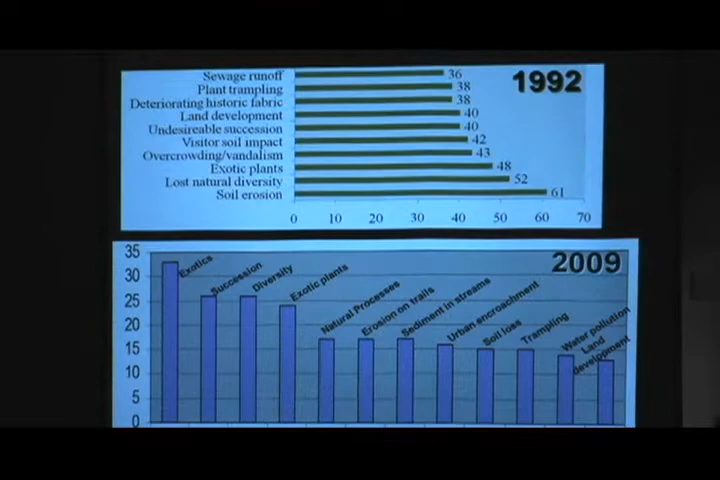 1992
Sewage runoff 36
Plant trampling 38
Deteriorating historic fabric 38
Land development 40
Undesireable succession 40
Visitor soil impact 42
Overcrowding/vandalism 43
Exotic plants 48
Lost natural diversity 52
Soil erosion 61
0 10 20 30 40 50 60 70
2009
35
30
25
20
15
10
5
0
Exotics
Succession
Diversity
Exotic plants
Natural Processes
Erosion on trails
Sediment in streams
Urban encroachment
Soil loss
Trampling
Water pollution
Land
development